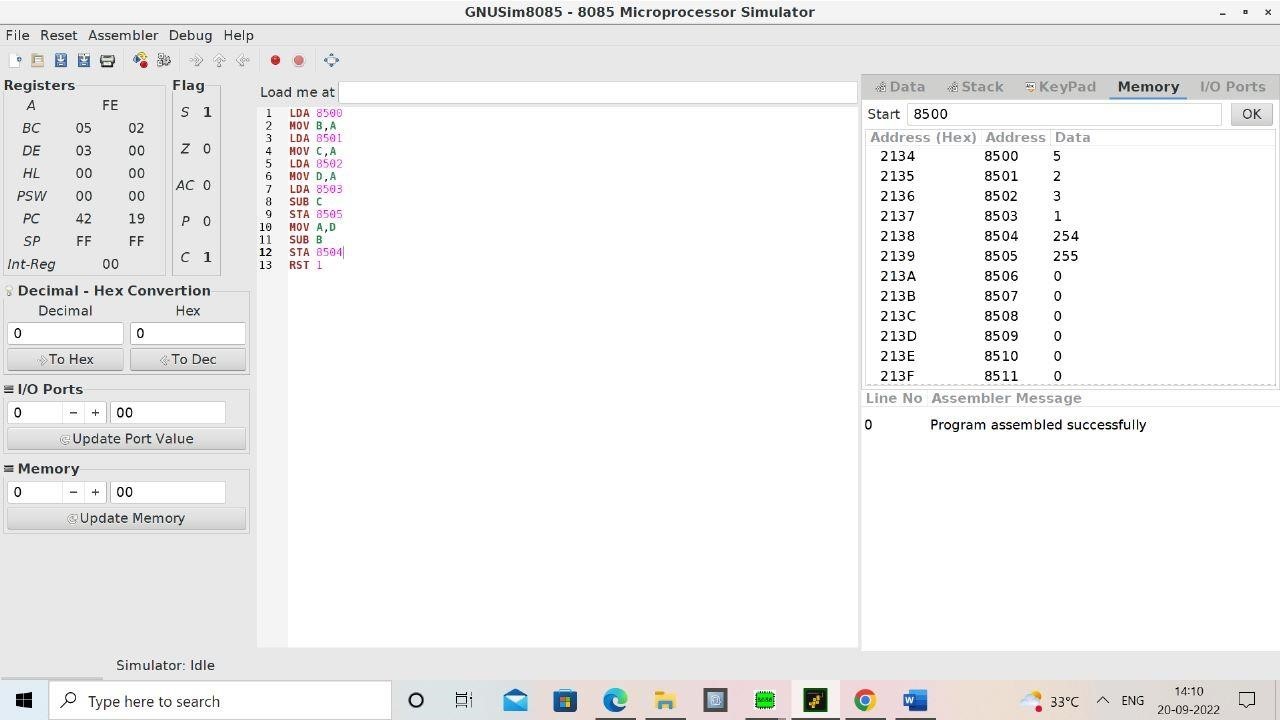 GNUSim8085 - 8085 Microprocessor Simulator
File Reset Assembler Debug Help
Registers
A FE
BC 05 02
DE 03 00
HL 00 00
PSW 00 00
PC 42 19
SP FF FF
Int-Reg 00
Flag
S 1
Z 0
AC 0
P 0
C 1
Decimal - Hex Convertion
Decimal Hex
0 0
To Hex To Dec
I/O Ports
0 - + 00
Update Port Value
Memory
0 - + 00
Update Memory
Load me at
1 LDA 8500
2 MOV B,A
3 LDA 8501
4 MOV C,A
5 LDA 8502
6 MOV D,A
7 LDA 8503
8 SUB C
9 STA 8505
10 MOV A,D
11 SUB B
12 STA 8504
13 RST 1
Data Stack KeyPad Memory I/O Ports
Start 8500 OK
Address (Hex) Address Data
2134 8500 5
2135 8501 2
2136 8502 3
2137 8503 1
2138 8504 254
2139 8505 255
213A 8506 0
213B 8507 0
213C 8508 0
213D 8509 0
213E 8510 0
213F 8511 0
Line No Assembler Message
0 Program assembled successfully
Simulator: Idle
Type here to search
33°C ENG
14:10
20-09-2022